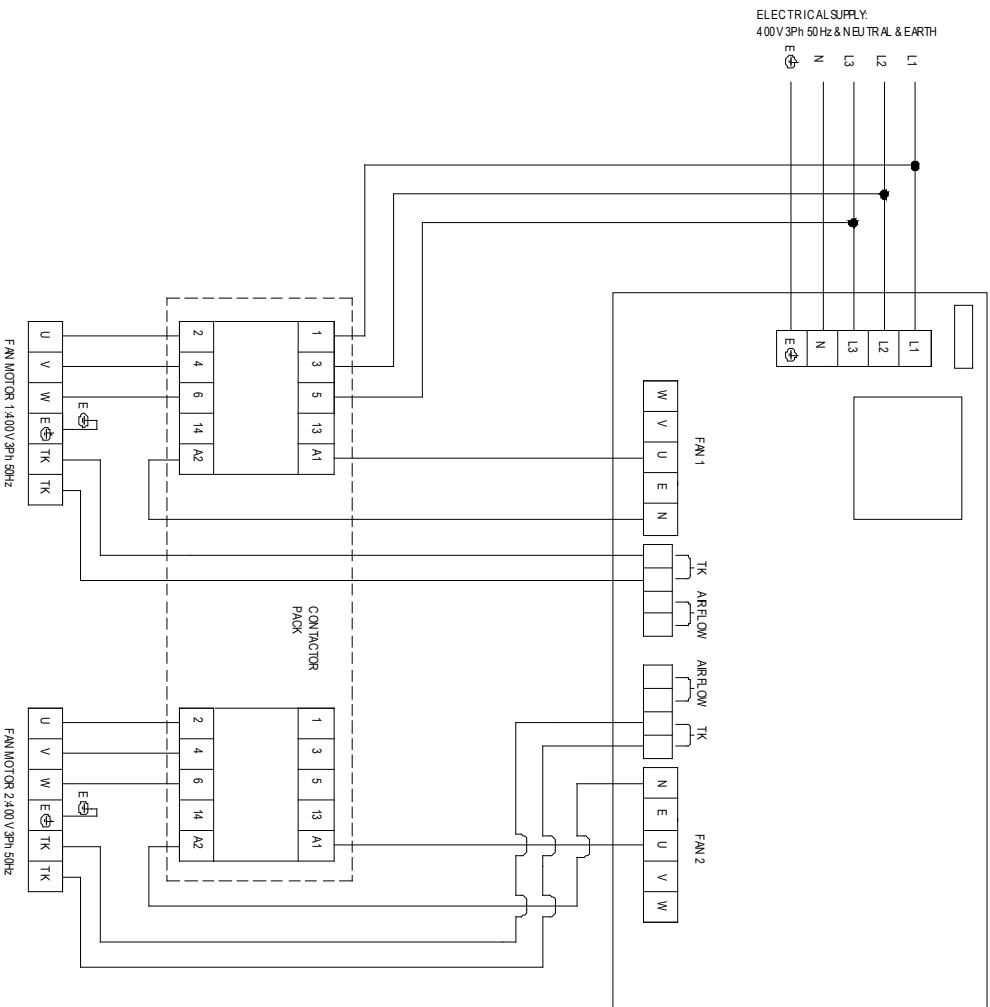 ELECTRICAL SUPPLY:
400V 3Ph 50Hz & NEUTRAL & EARTH
E N L3 L2 L1
E N L3 L2 L1
FAN 1
W
V
U
E
N
TK
AIRFLOW
AIRFLOW
TK
FAN 2
N
E
U
V
W
CONTACTOR
PACK
2 1
4 3
6 5
14 13
A2 A1
2 1
4 3
6 5
14 13
A2 A1
FAN MOTOR 1:400V 3Ph 50Hz
U
V
W
E
TK
TK
E
FAN MOTOR 2:400V 3Ph 50Hz
U
V
W
E
TK
TK
E